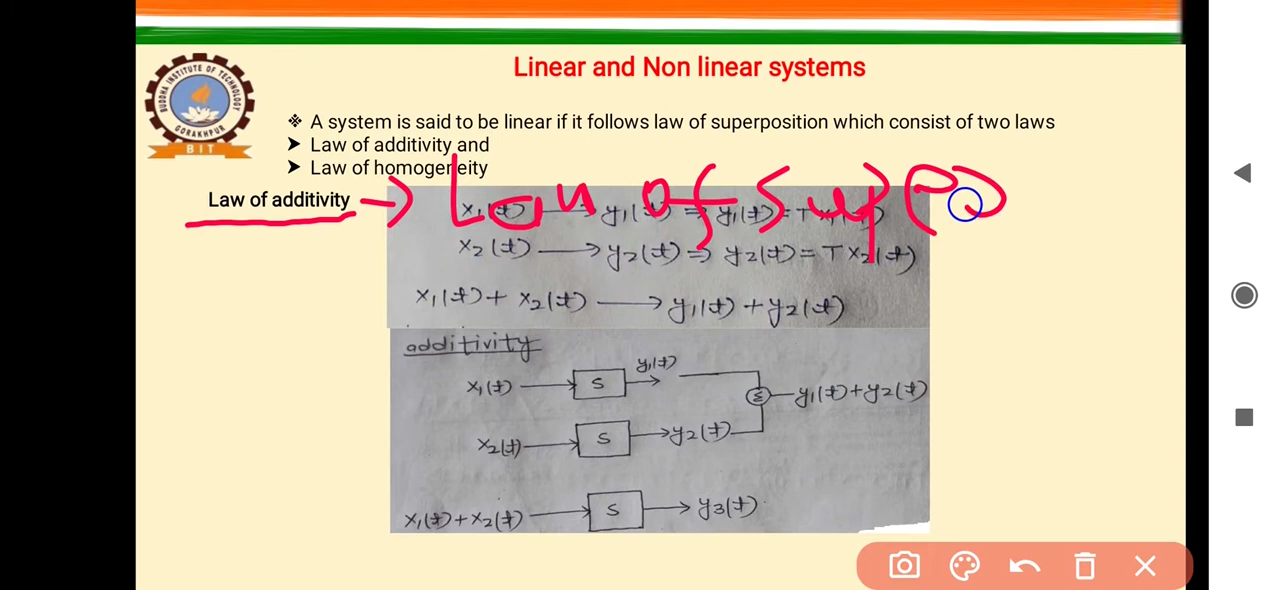 Linear and Non linear systems
BUDDHA INSTITUTE OF TECHNOLOGY
GORAKHPUR
BIT
❖ A system is said to be linear if it follows law of superposition which consist of two laws
➤ Law of additivity and
➤ Law of homogeneity
Law of additivity → Law of Sup
x₁(t) → y₁(t) ⇒ y₁(t) = T x₁(t)
x₂(t) → y₂(t) ⇒ y₂(t) = T x₂(t)
x₁(t) + x₂(t) → y₁(t) + y₂(t)
additivity
x₁(t) → S → y₁(t)
Σ y₁(t)+y₂(t)
x₂(t) → S → y₂(t)
x₁(t)+x₂(t) → S → y₃(t)